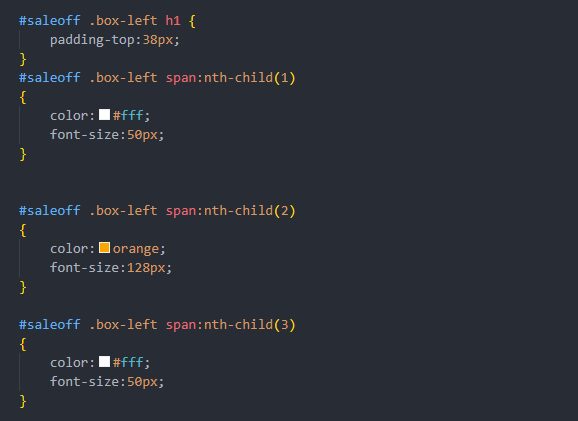 #saleoff .box-left h1 {
    padding-top:38px;
}
#saleoff .box-left span:nth-child(1)
{
    color:#fff;
    font-size:50px;
}
#saleoff .box-left span:nth-child(2)
{
    color:orange;
    font-size:128px;
}
#saleoff .box-left span:nth-child(3)
{
    color:#fff;
    font-size:50px;
}